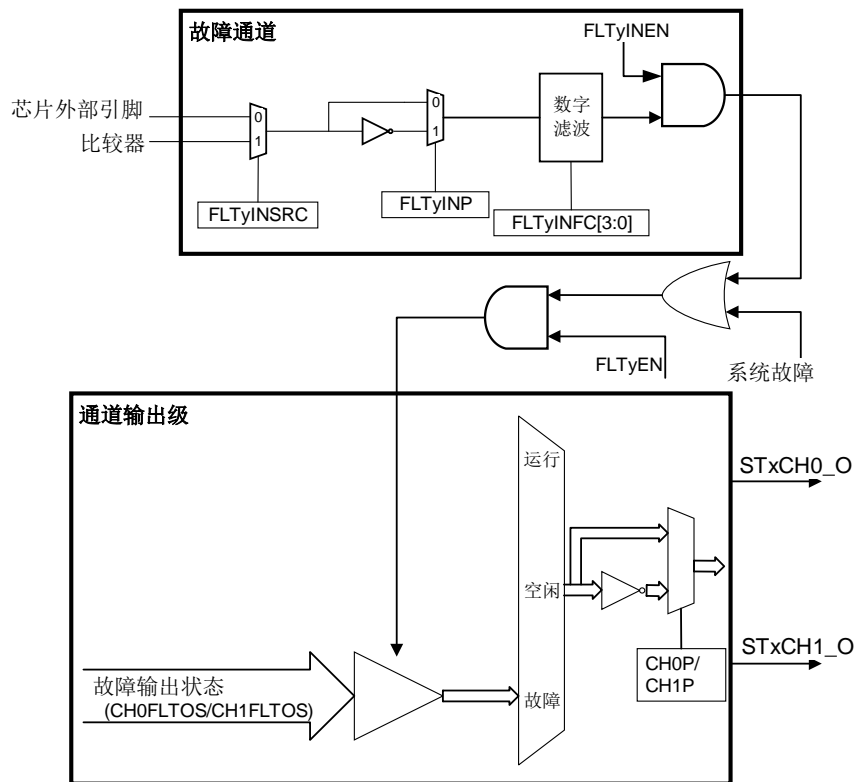 故障通道
FLTyINEN
芯片外部引脚
比较器
0
1
0
1
数字
滤波
FLTyINSRC
FLTyINP
FLTyINFC[3:0]
FLTyEN
系统故障
通道输出级
运行
STxCH0_O
空闲
STxCH1_O
CH0P/
CH1P
故障输出状态
(CH0FLTOS/CH1FLTOS)
故障